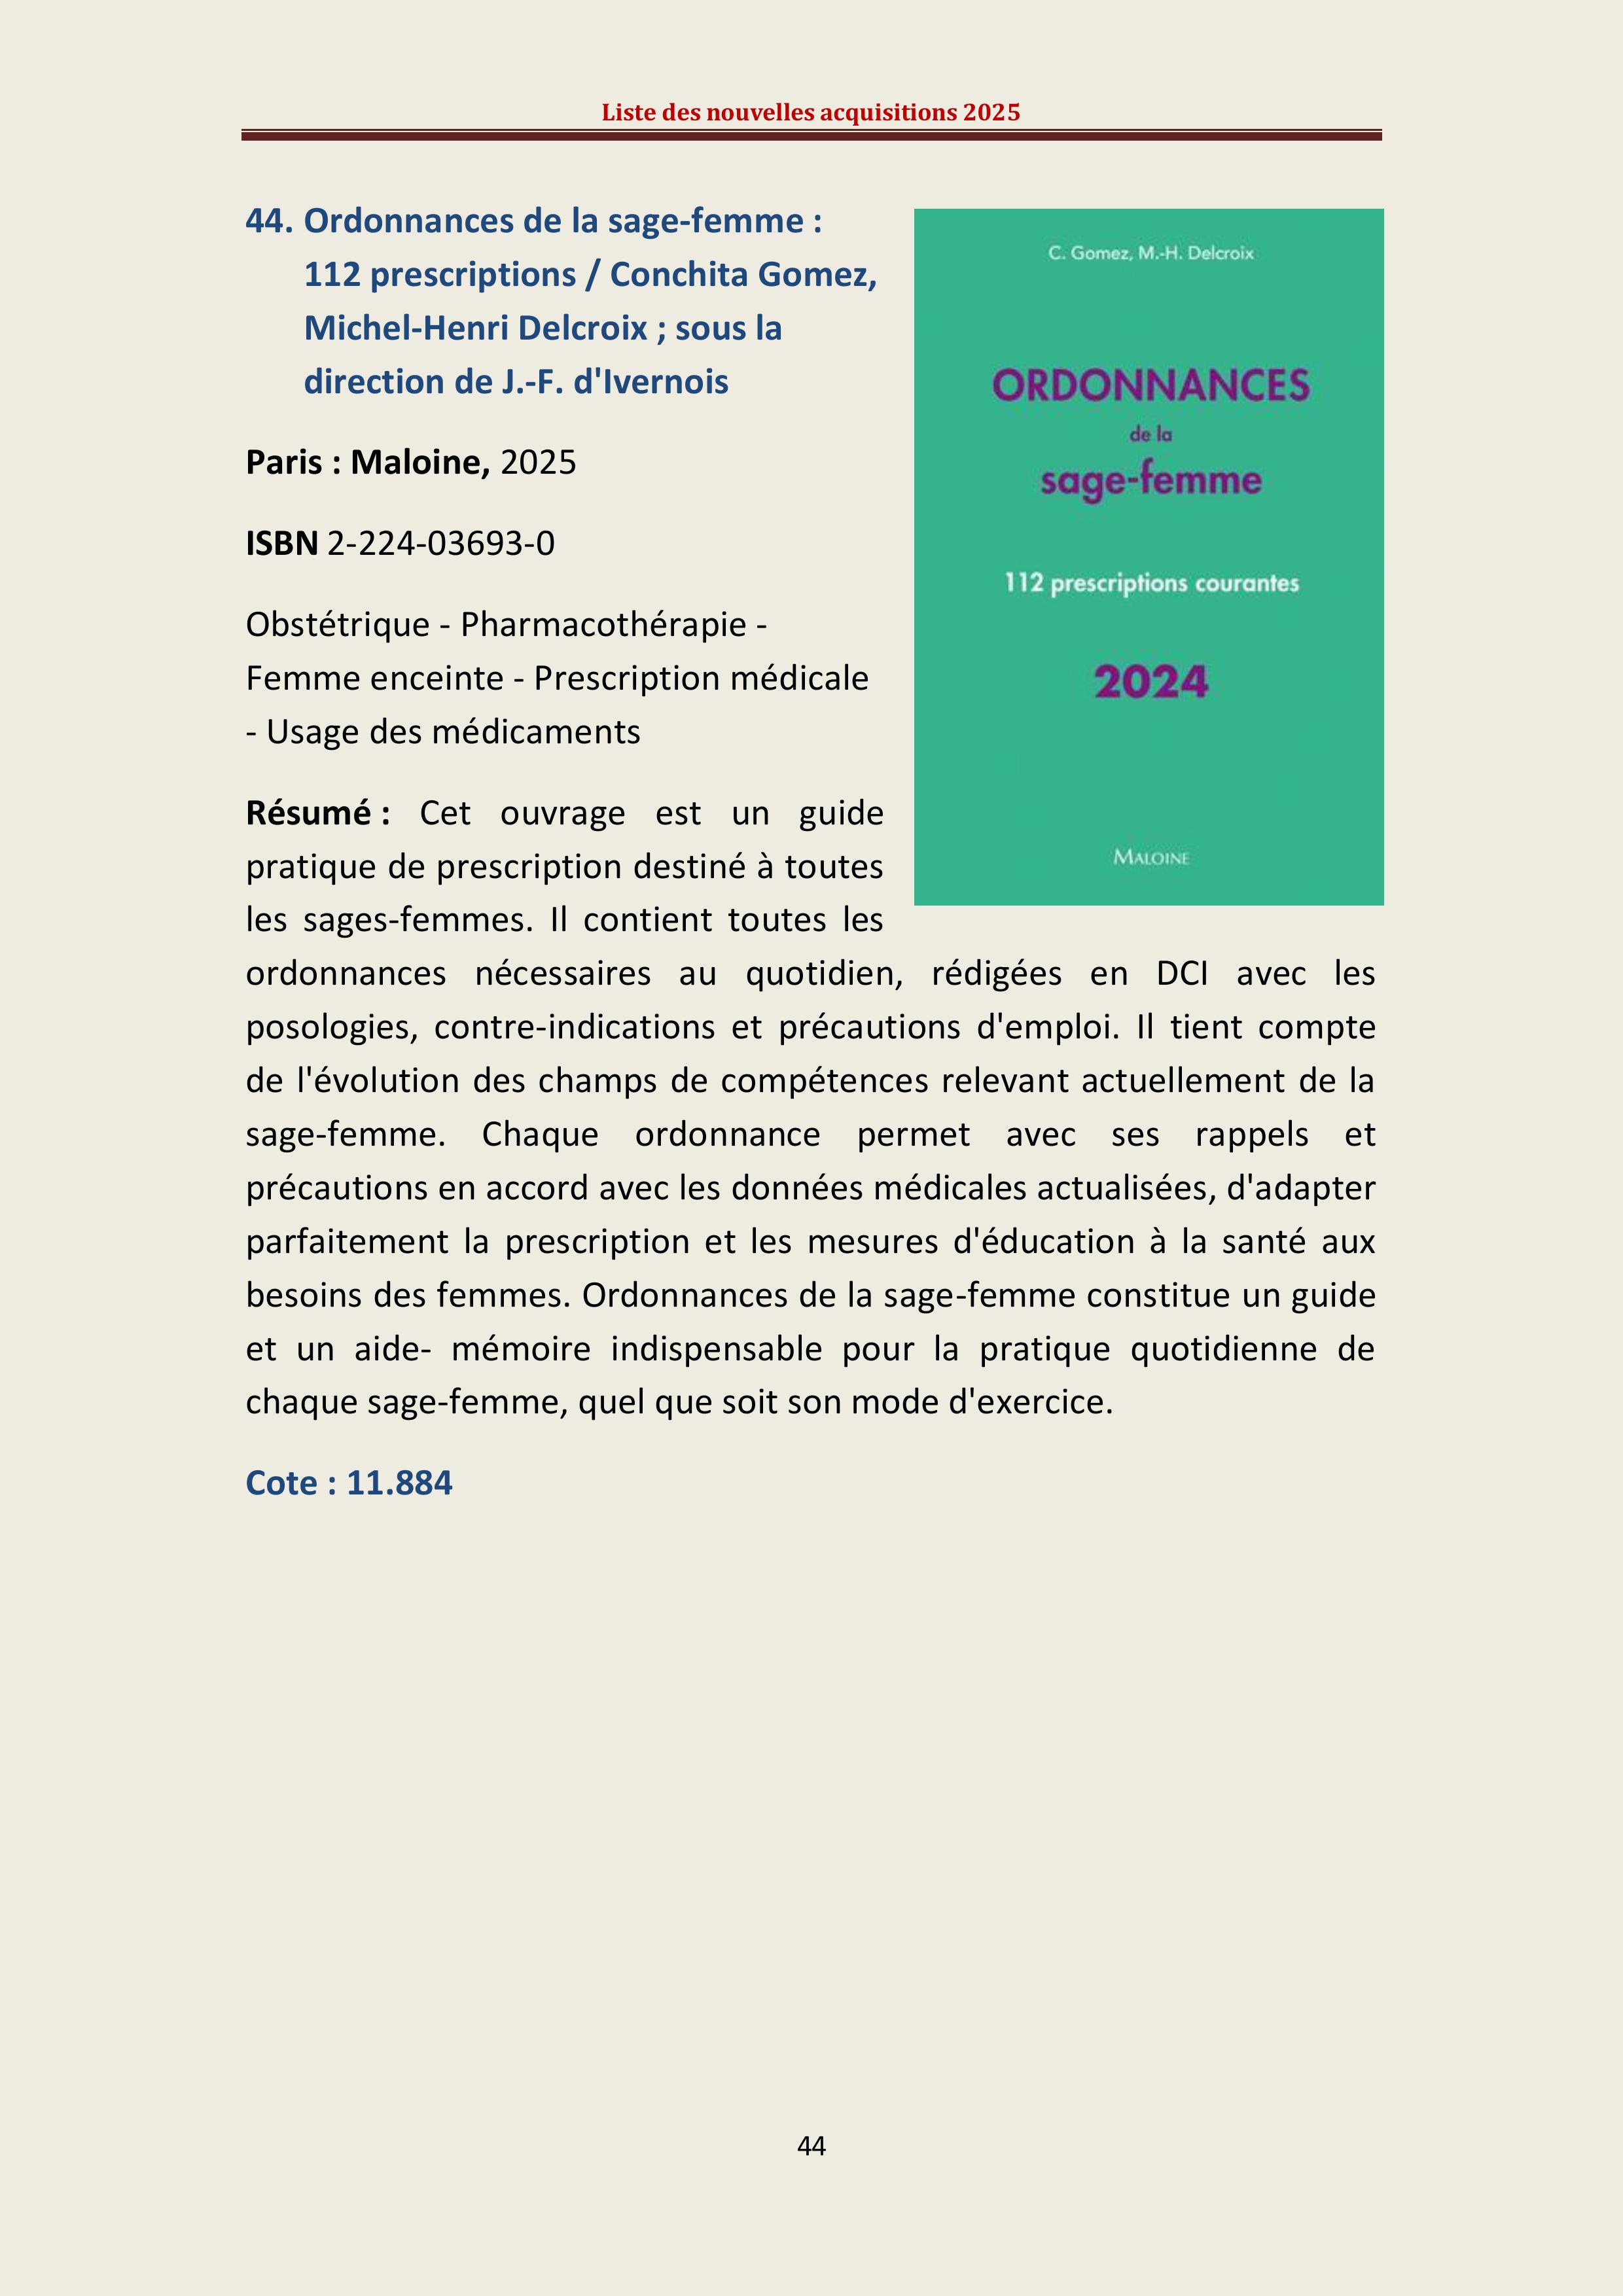 Liste des nouvelles acquisitions 2025
44. Ordonnances de la sage-femme :
112 prescriptions / Conchita Gomez,
Michel-Henri Delcroix ; sous la
direction de J.-F. d'Ivernois
Paris : Maloine, 2025
ISBN 2-224-03693-0
Obstétrique - Pharmacothérapie -
Femme enceinte - Prescription médicale
- Usage des médicaments
Résumé : Cet ouvrage est un guide
pratique de prescription destiné à toutes
les sages-femmes. Il contient toutes les
ordonnances nécessaires au quotidien, rédigées en DCI avec les
posologies, contre-indications et précautions d'emploi. Il tient compte
de l'évolution des champs de compétences relevant actuellement de la
sage-femme. Chaque ordonnance permet avec ses rappels et
précautions en accord avec les données médicales actualisées, d'adapter
parfaitement la prescription et les mesures d'éducation à la santé aux
besoins des femmes. Ordonnances de la sage-femme constitue un guide
et un aide- mémoire indispensable pour la pratique quotidienne de
chaque sage-femme, quel que soit son mode d'exercice.
Cote : 11.884
C. Gomez, M.-H. Delcroix
ORDONNANCES
de la
sage-femme
112 prescriptions courantes
2024
MALOINE
44